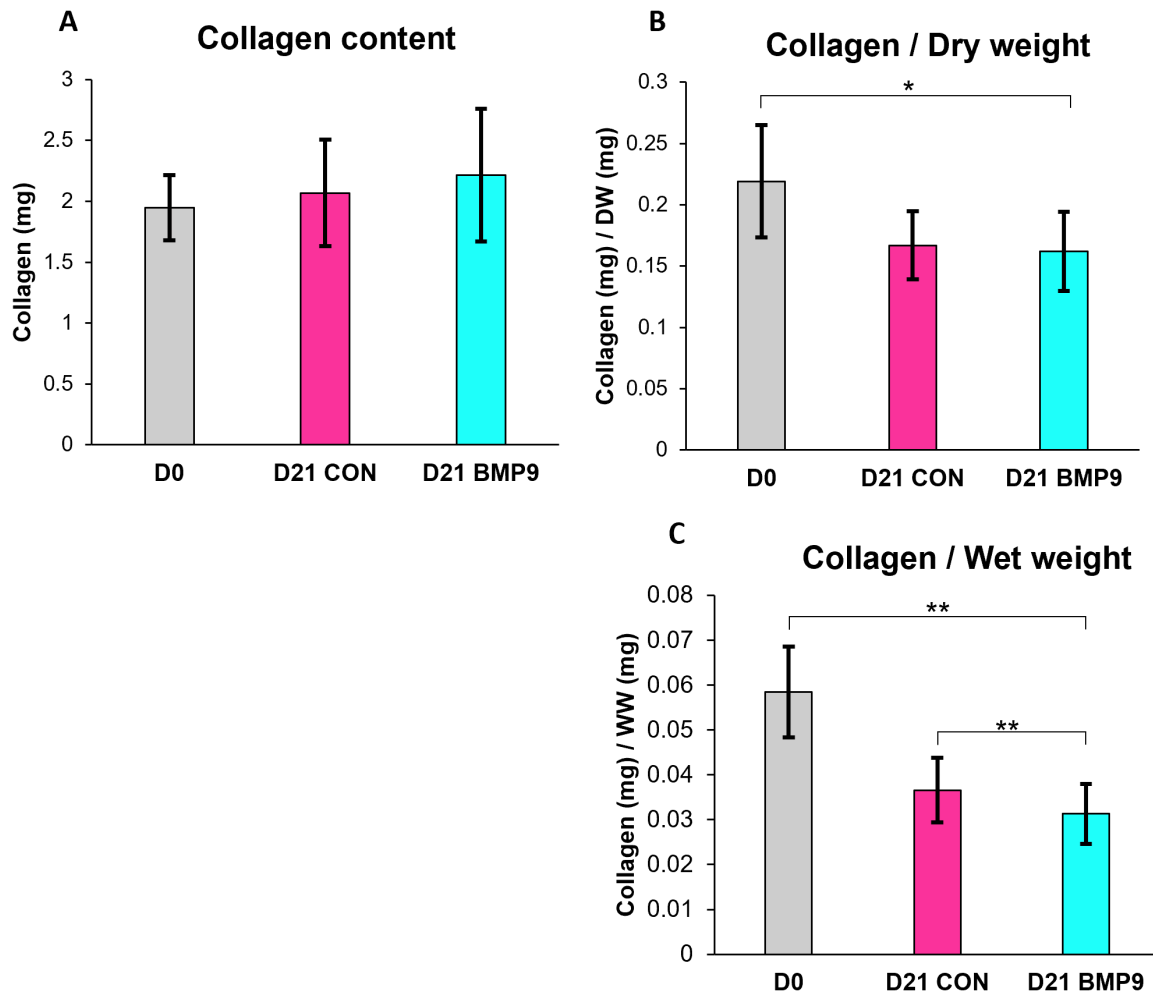 A
Collagen content
Collagen (mg)
3
2.5
2
1.5
1
0.5
0
D0 D21 CON D21 BMP9
B
Collagen / Dry weight
Collagen (mg) / DW (mg)
0.3
0.25
0.2
0.15
0.1
0.05
0
*
D0 D21 CON D21 BMP9
C
Collagen / Wet weight
Collagen (mg) / WW (mg)
0.08
0.07
0.06
0.05
0.04
0.03
0.02
0.01
0
**
**
D0 D21 CON D21 BMP9